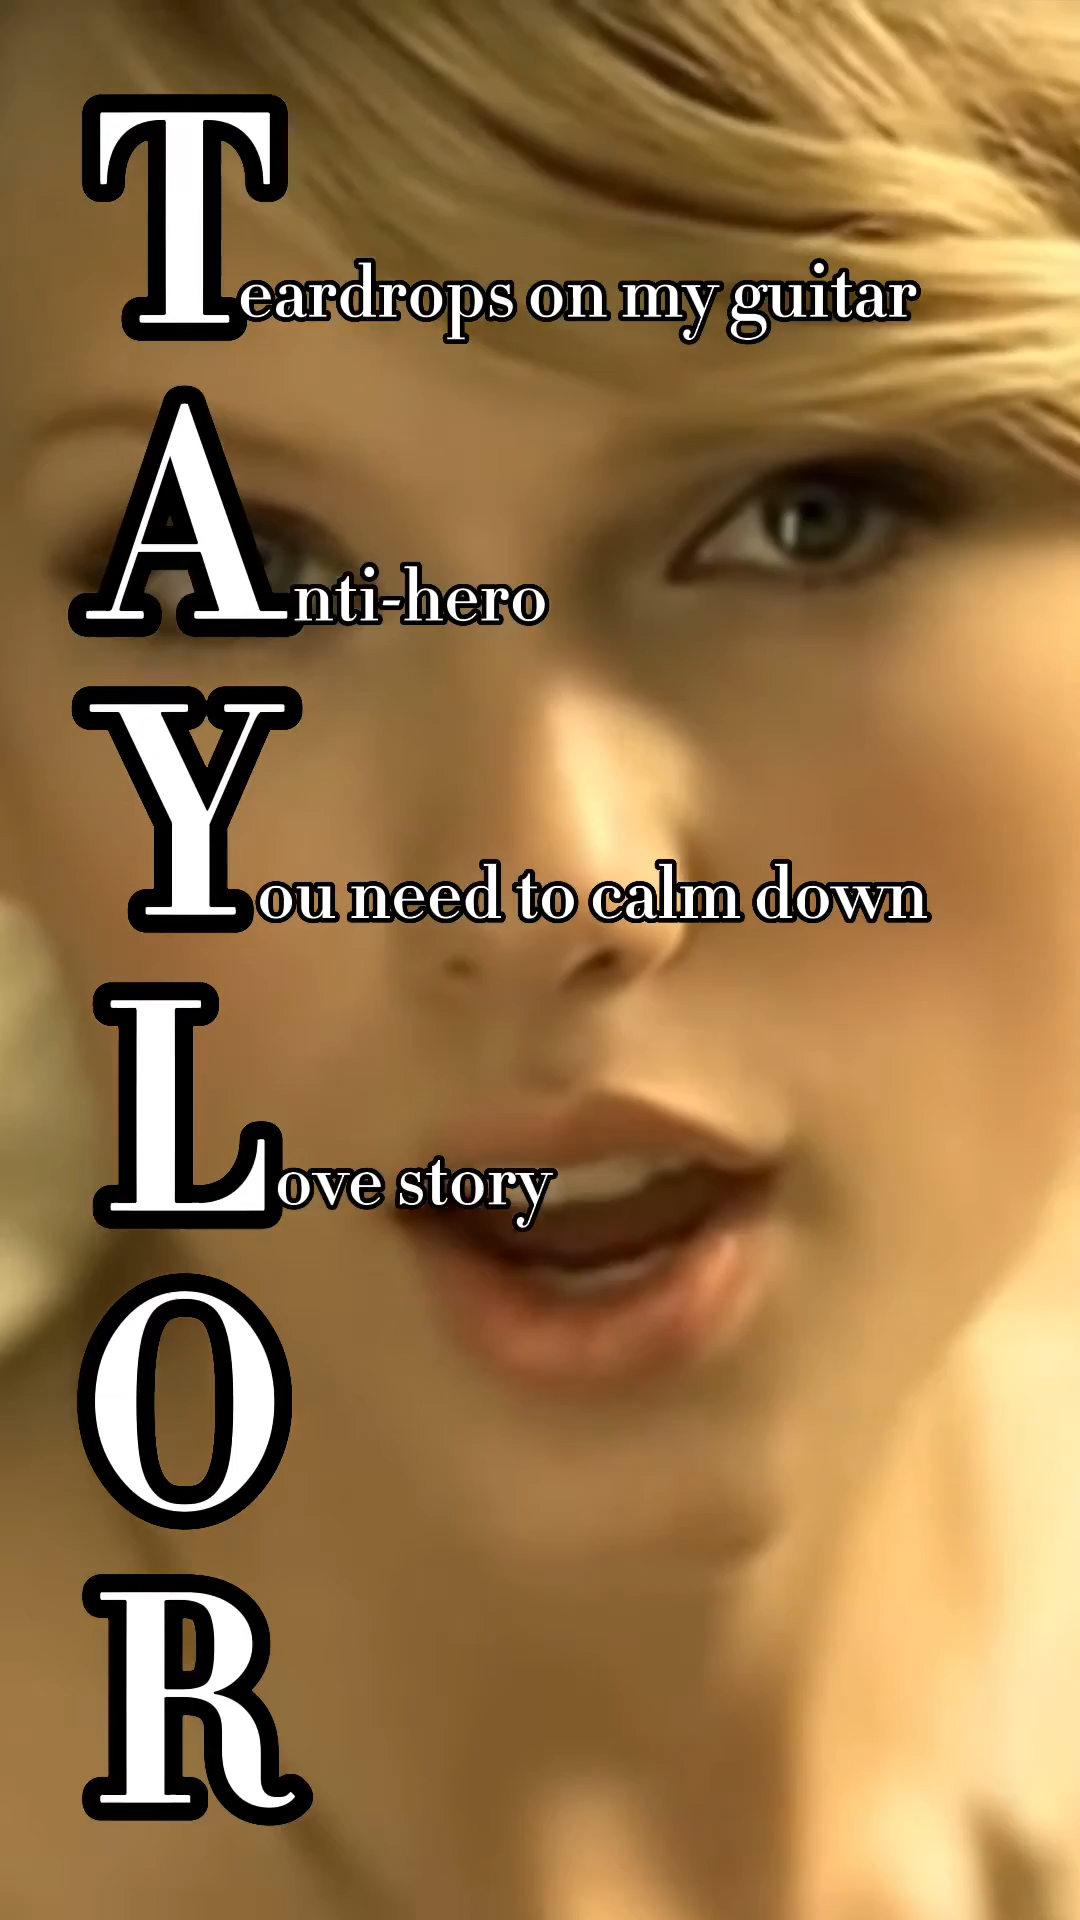 Teardrops on my guitar
Anti-hero
You need to calm down
Love story
O
R